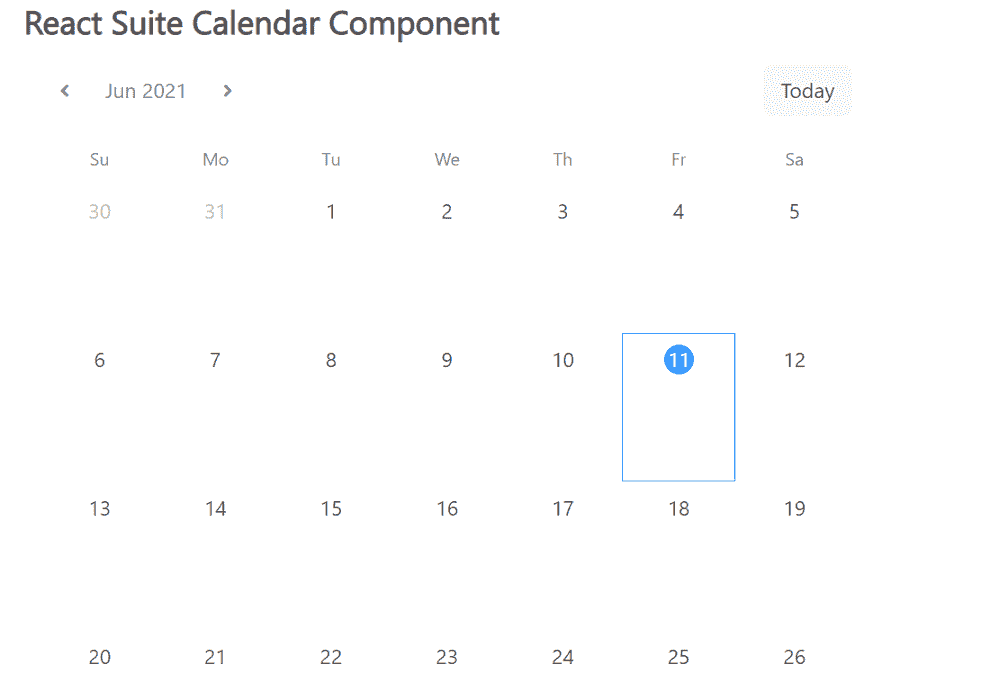 React Suite Calendar Component
Jun 2021 Today
Su Mo Tu We Th Fr Sa
30 31 1 2 3 4 5
6 7 8 9 10 11 12
13 14 15 16 17 18 19
20 21 22 23 24 25 26